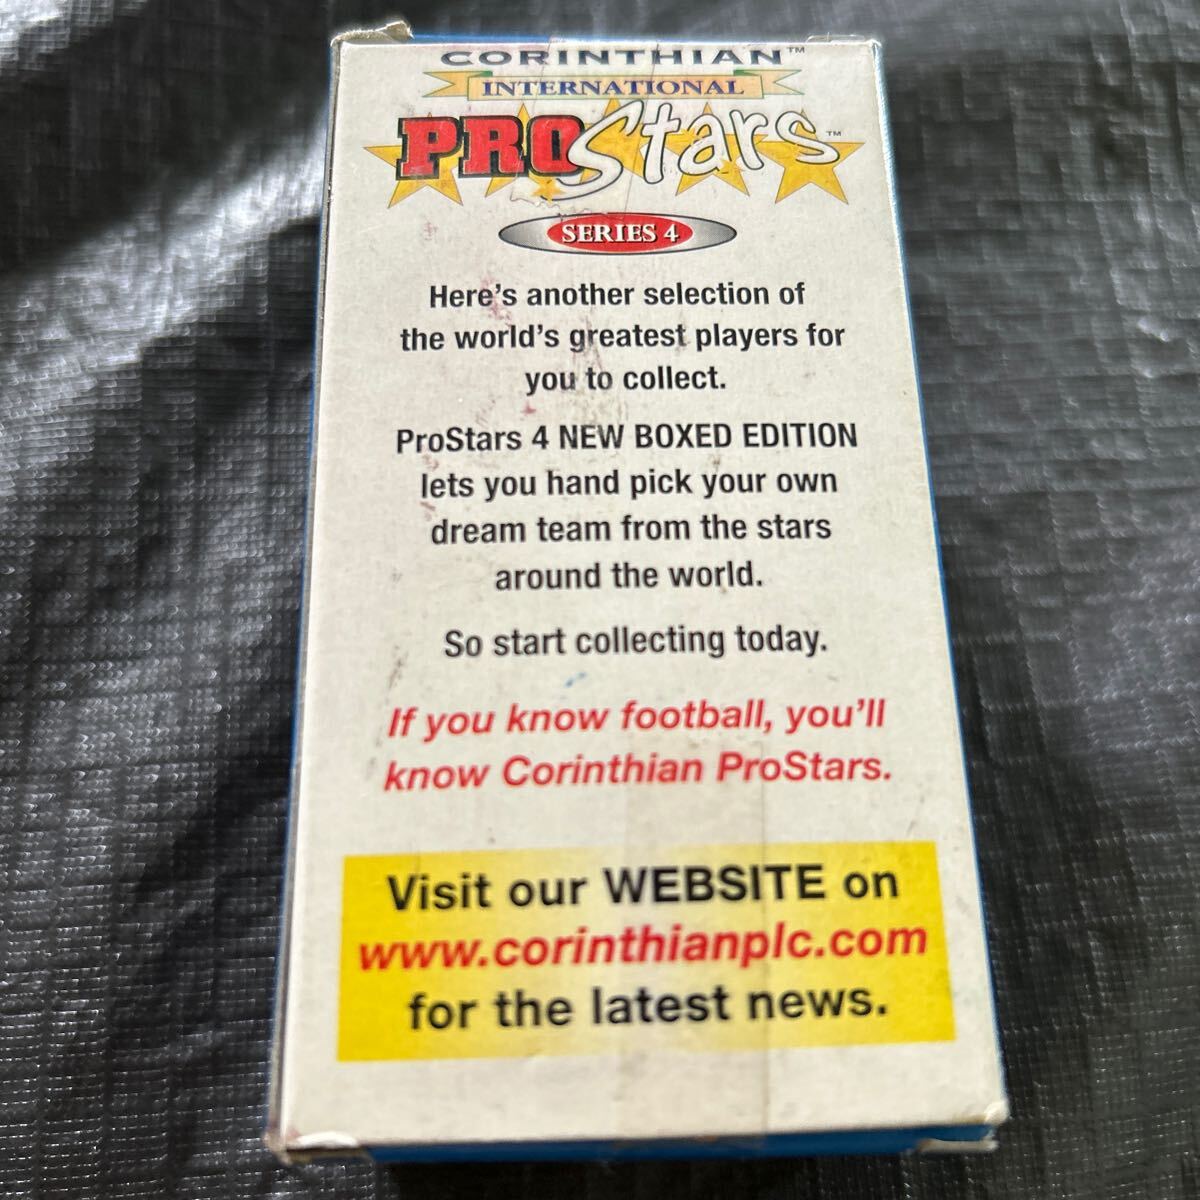 CORINTHIAN™
INTERNATIONAL
PROStars™
SERIES 4
Here's another selection of
the world's greatest players for
you to collect.
ProStars 4 NEW BOXED EDITION
lets you hand pick your own
dream team from the stars
around the world.
So start collecting today.
If you know football, you'll
know Corinthian ProStars.
Visit our WEBSITE on
www.corinthianplc.com
for the latest news.